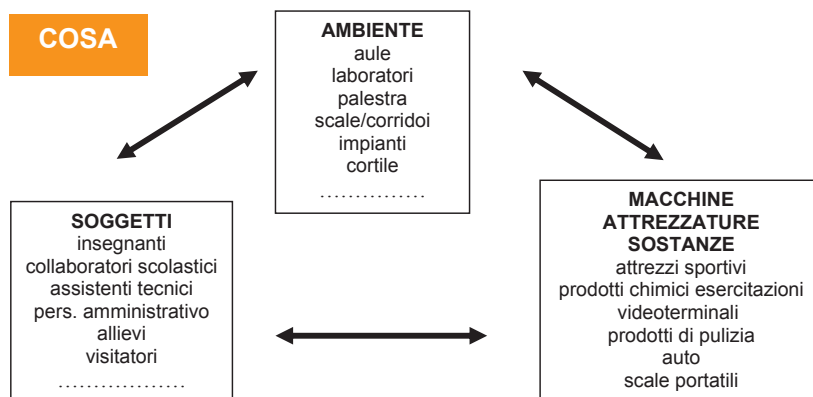 COSA
AMBIENTE
aule
laboratori
palestra
scale/corridoi
impianti
cortile
……………
SOGGETTI
insegnanti
collaboratori scolastici
assistenti tecnici
pers. amministrativo
allievi
visitatori
………………
MACCHINE
ATTREZZATURE
SOSTANZE
attrezzi sportivi
prodotti chimici esercitazioni
videoterminali
prodotti di pulizia
auto
scale portatili